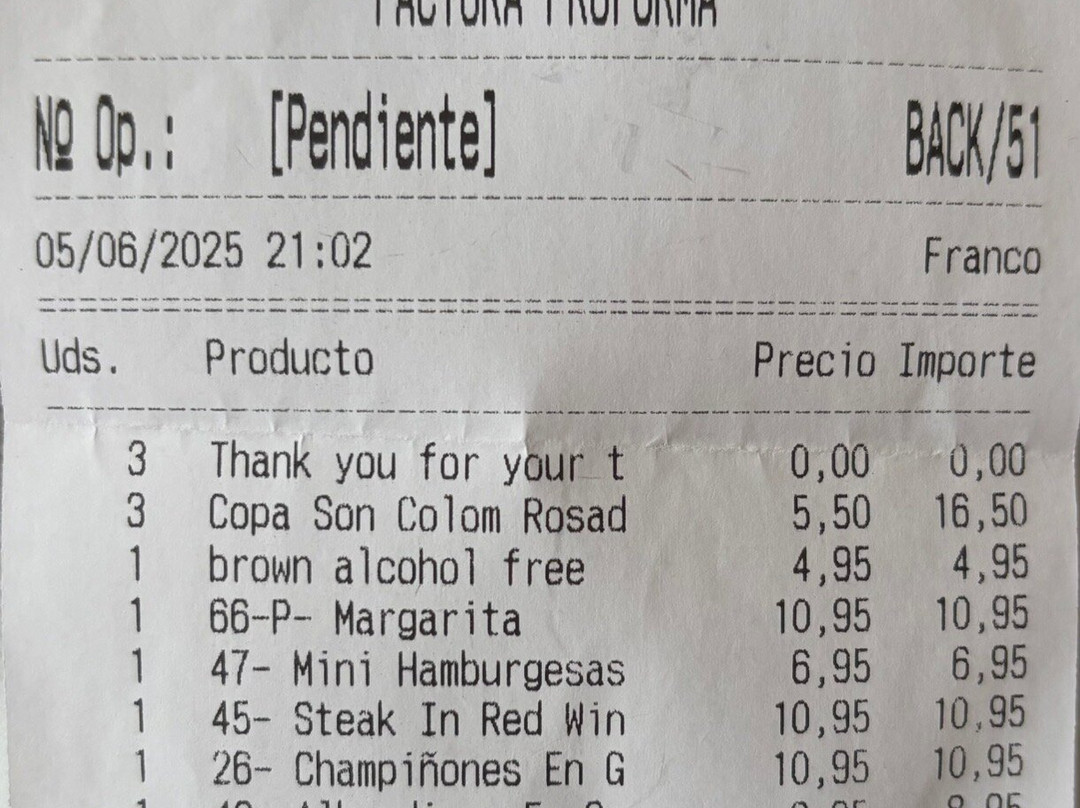 FACTURA PROFORMA
Nº Op.: [Pendiente] BACK/51
05/06/2025 21:02 Franco
Uds. Producto Precio Importe
3 Thank you for your t 0,00 0,00
3 Copa Son Colom Rosad 5,50 16,50
1 brown alcohol free 4,95 4,95
1 66-P- Margarita 10,95 10,95
1 47- Mini Hamburgesas 6,95 6,95
1 45- Steak In Red Win 10,95 10,95
1 26- Champiñones En G 10,95 10,95